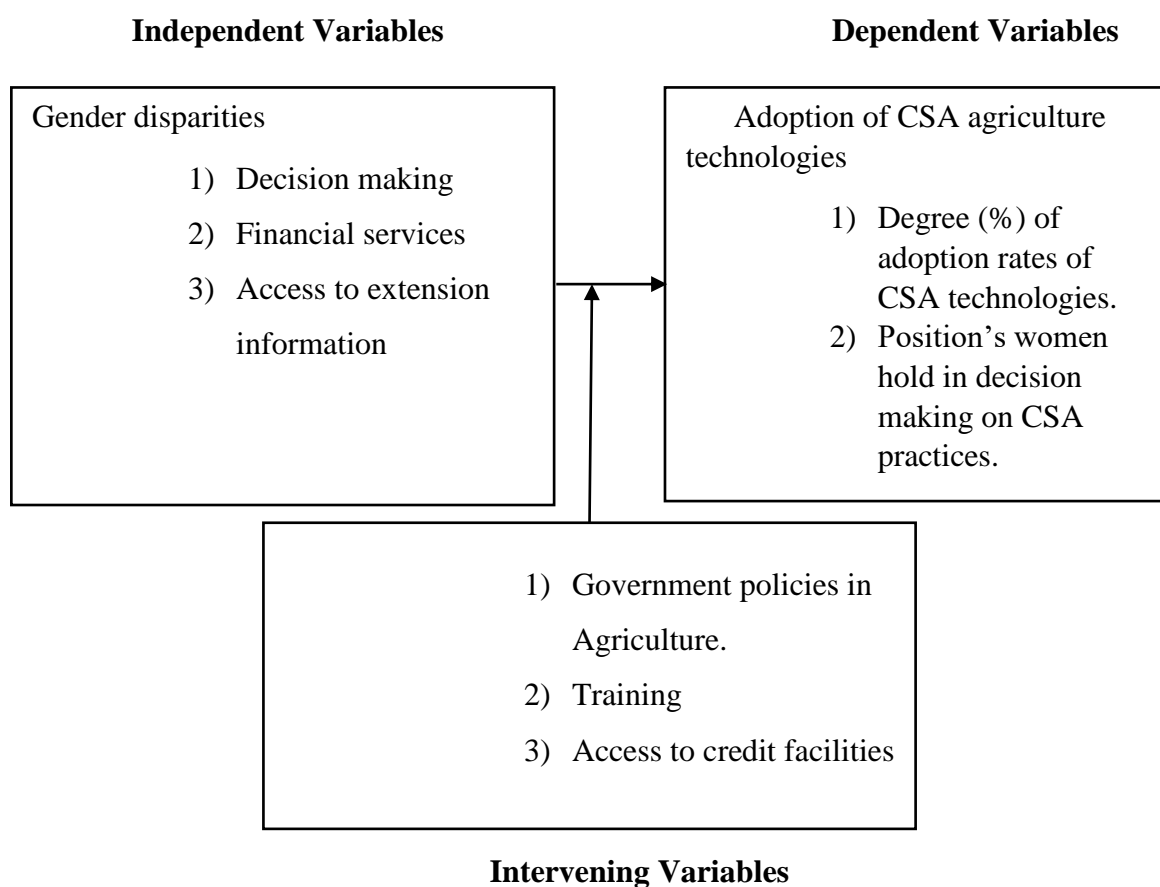 Independent Variables
Dependent Variables
Gender disparities
1) Decision making
2) Financial services
3) Access to extension
information
Adoption of CSA agriculture
technologies
1) Degree (%) of
adoption rates of
CSA technologies.
2) Position’s women
hold in decision
making on CSA
practices.
1) Government policies in
Agriculture.
2) Training
3) Access to credit facilities
Intervening Variables